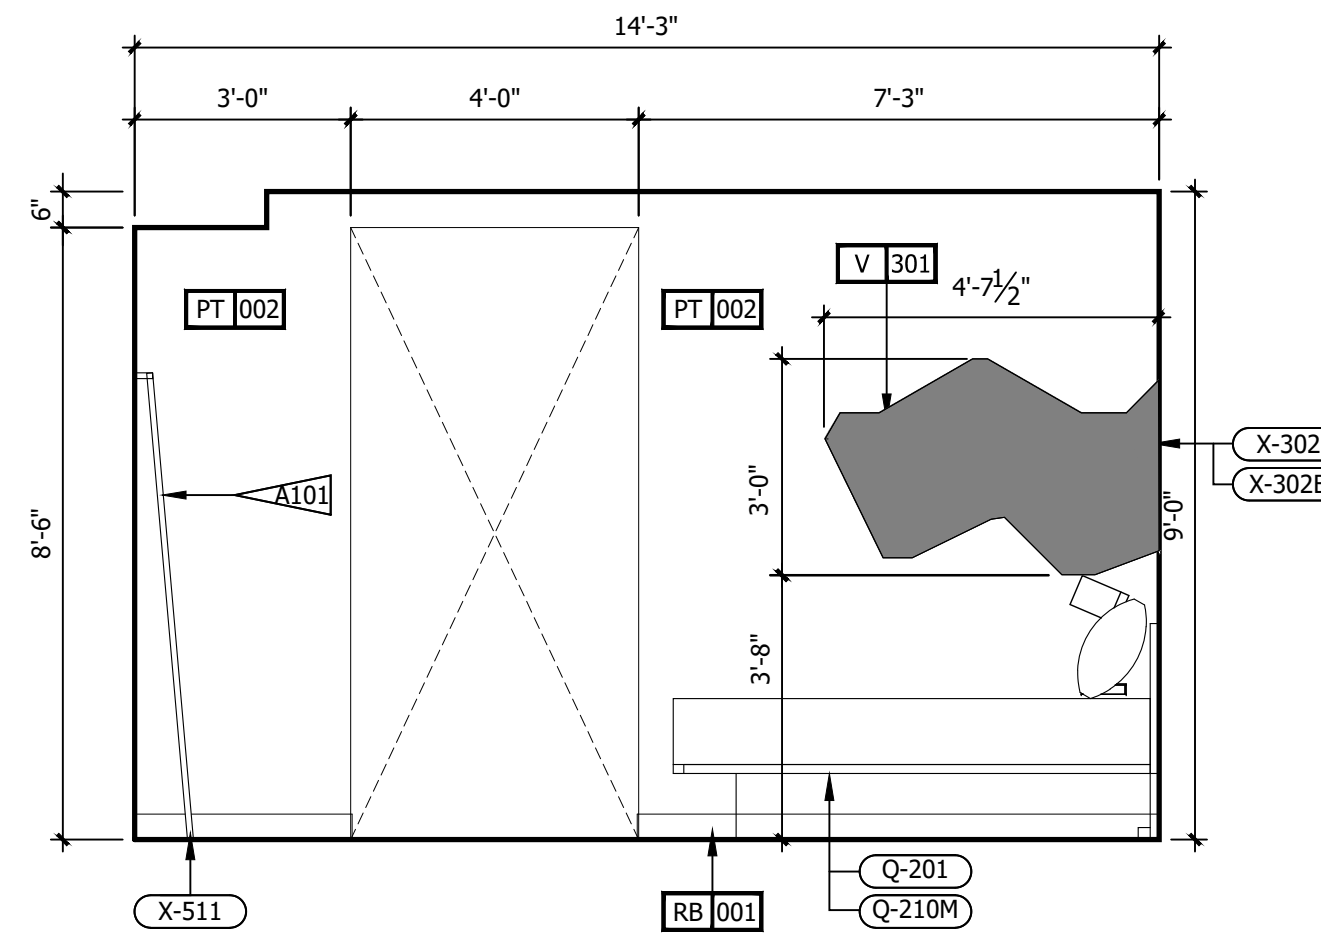 14'-3"
3'-0"
4'-0"
7'-3"
6"
V 301
4'-7½"
PT 002
PT 002
X-302
X-302E
A101
3'-0"
9'-0"
8'-6"
3'-8"
Q-201
X-511
RB 001
Q-210M